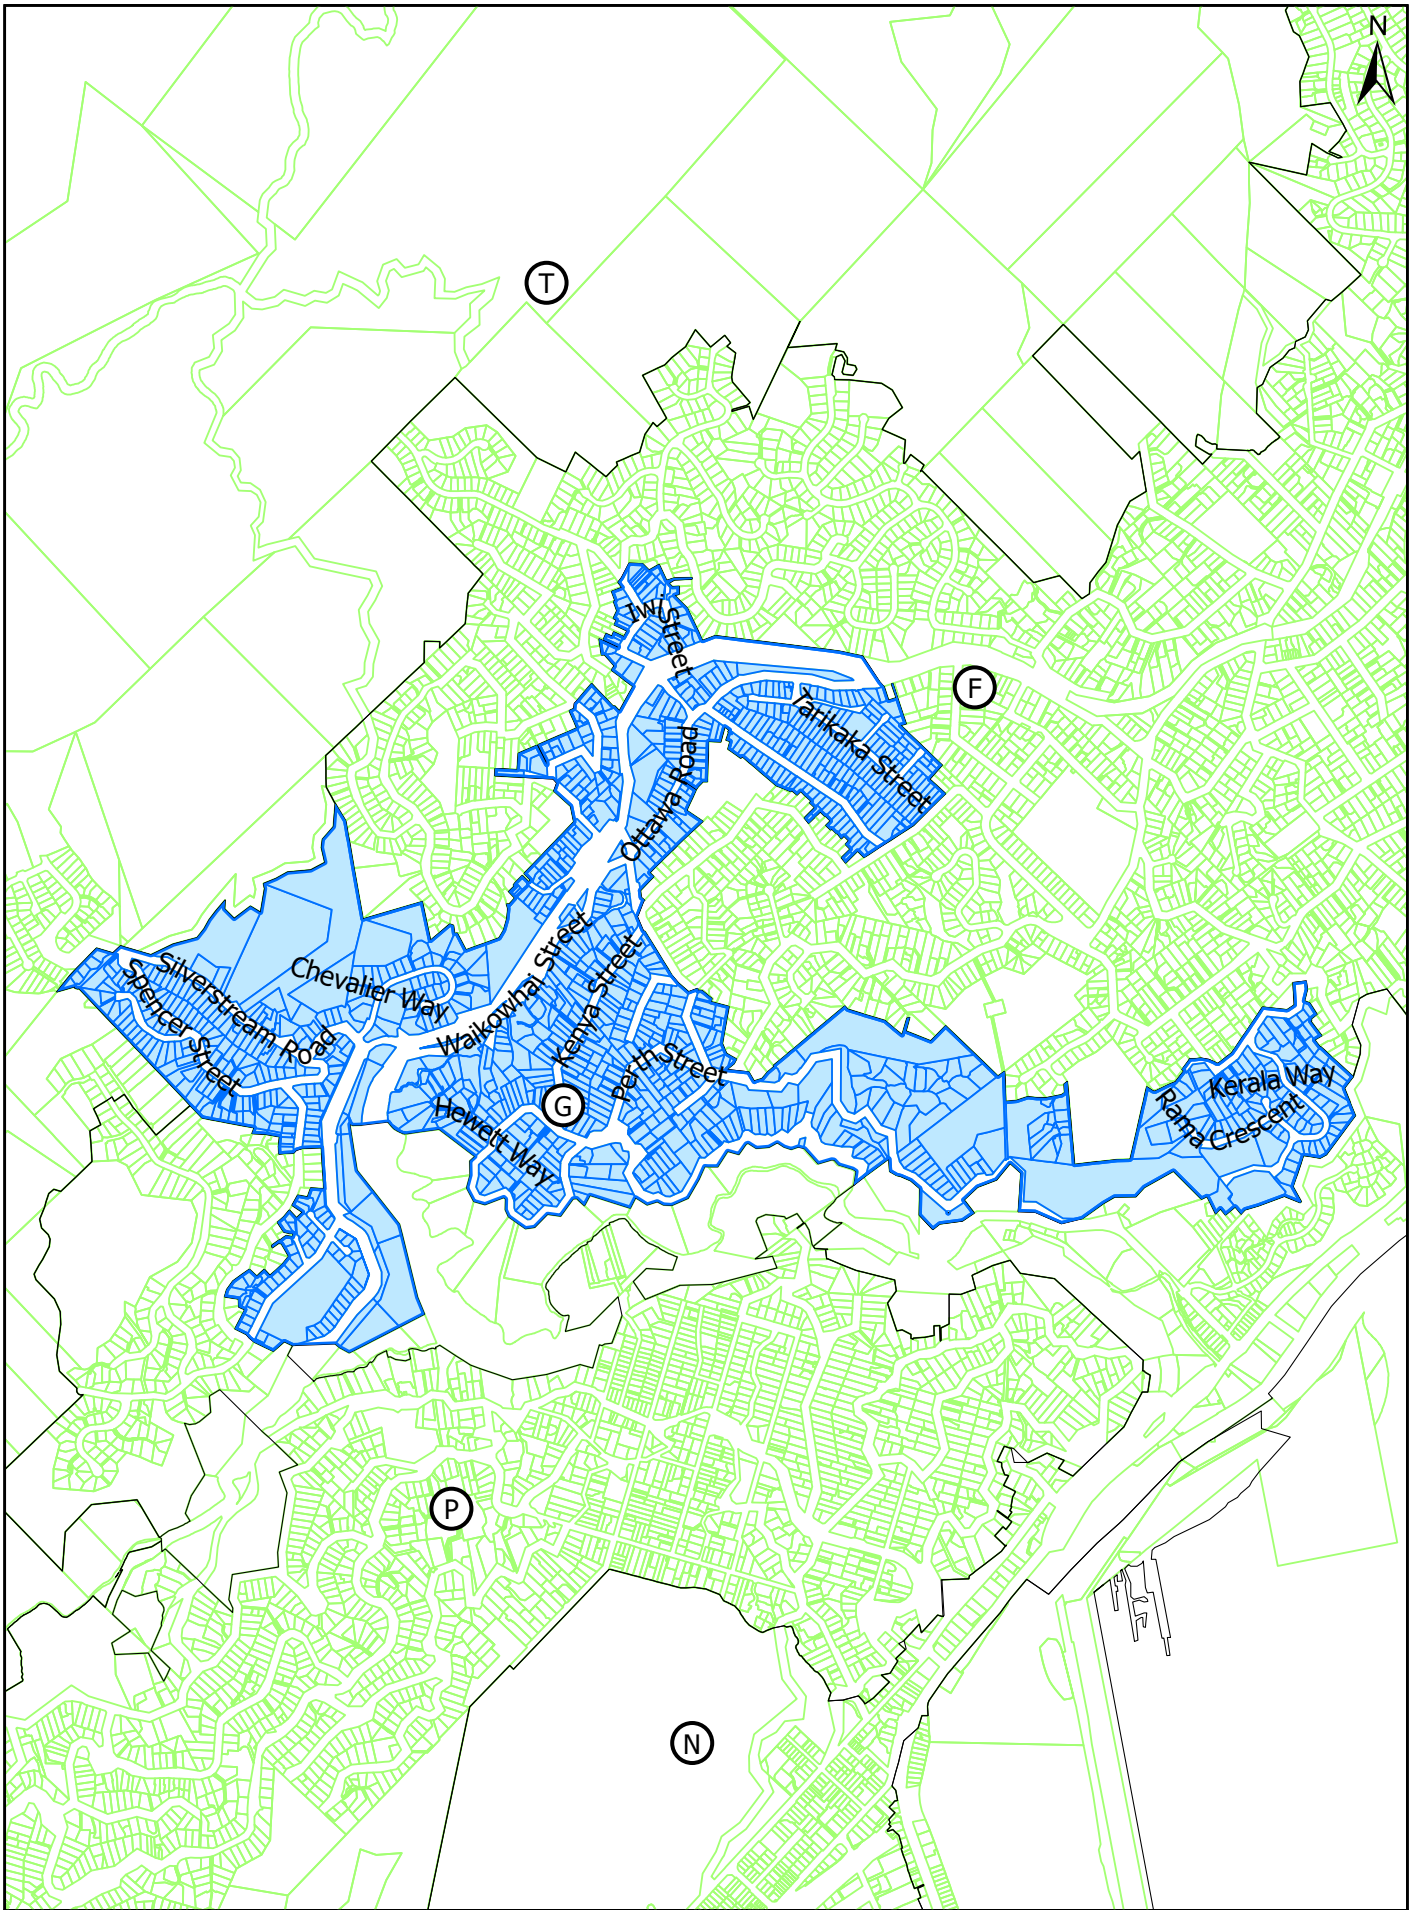 N
T
Iwi Street
F
Tarikaka Street
Ottawa Road
Waikowhai Street
Kenya Street
Chevalier Way
Silverstream Road
Spencer Street
Perth Street
Hewett Way
G
Kerala Way
Rama Crescent
P
N